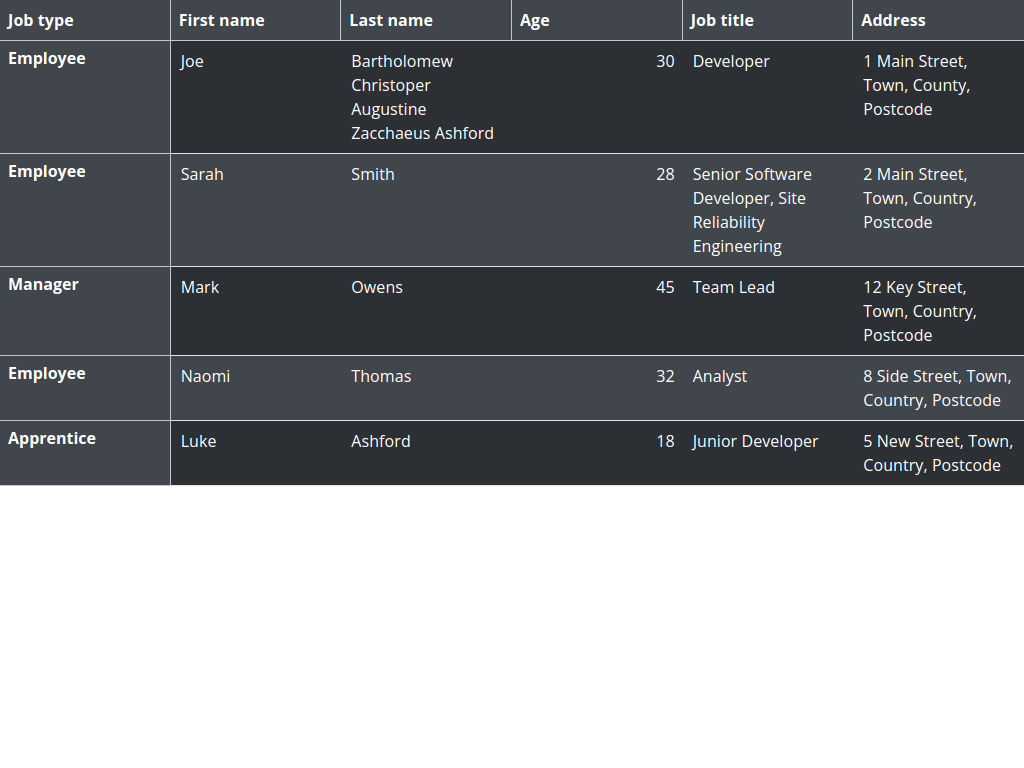 Job type First name Last name Age Job title Address
Employee Joe Bartholomew 30 Developer 1 Main Street,
Christoper Town, County,
Augustine Postcode
Zacchaeus Ashford
Employee Sarah Smith 28 Senior Software 2 Main Street,
Developer, Site Town, Country,
Reliability Postcode
Engineering
Manager Mark Owens 45 Team Lead 12 Key Street,
Town, Country,
Postcode
Employee Naomi Thomas 32 Analyst 8 Side Street, Town,
Country, Postcode
Apprentice Luke Ashford 18 Junior Developer 5 New Street, Town,
Country, Postcode